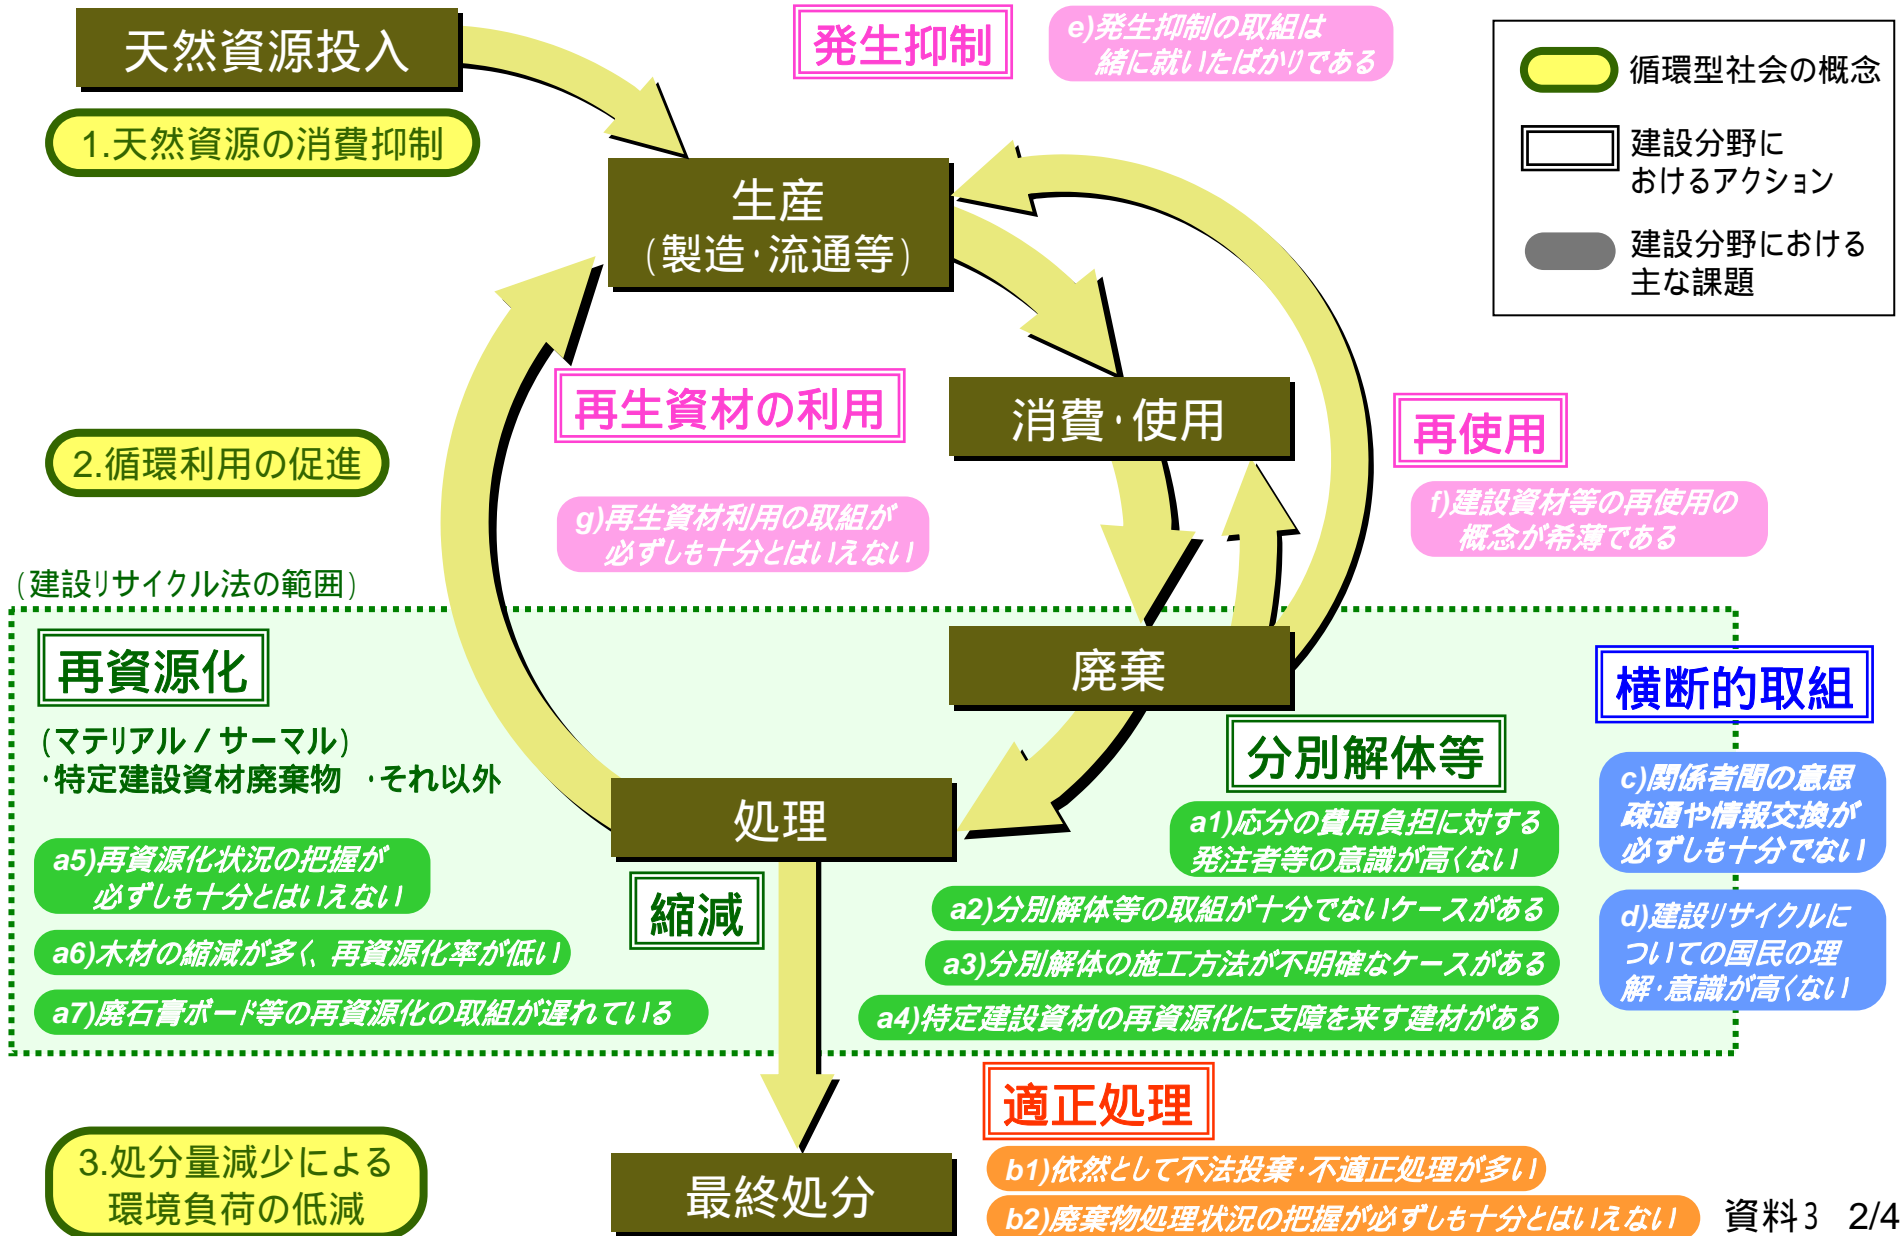 天然資源投入
1.天然資源の消費抑制
発生抑制
e)発生抑制の取組は
緒に就いたばかりである
循環型社会の概念
建設分野に
おけるアクション
建設分野における
主な課題
生産
(製造・流通等)
再生資材の利用
消費・使用
再使用
2.循環利用の促進
g)再生資材利用の取組が
必ずしも十分とはいえない
f)建設資材等の再使用の
概念が希薄である
(建設リサイクル法の範囲)
再資源化
(マテリアル/サーマル)
・特定建設資材廃棄物 ・それ以外
廃棄
横断的取組
分別解体等
処理
c)関係者間の意思
疎通や情報交換が
必ずしも十分でない
a1)応分の費用負担に対する
発注者等の意識が高くない
a5)再資源化状況の把握が
必ずしも十分とはいえない
縮減
a2)分別解体等の取組が十分でないケースがある
d)建設リサイクルに
ついての国民の理
解・意識が高くない
a6)木材の縮減が多く、再資源化率が低い
a3)分別解体の施工方法が不明確なケースがある
a7)廃石膏ボード等の再資源化の取組が遅れている
a4)特定建設資材の再資源化に支障を来す建材がある
適正処理
3.処分量減少による
環境負荷の低減
最終処分
b1)依然として不法投棄・不適正処理が多い
b2)廃棄物処理状況の把握が必ずしも十分とはいえない
資料3 2/4